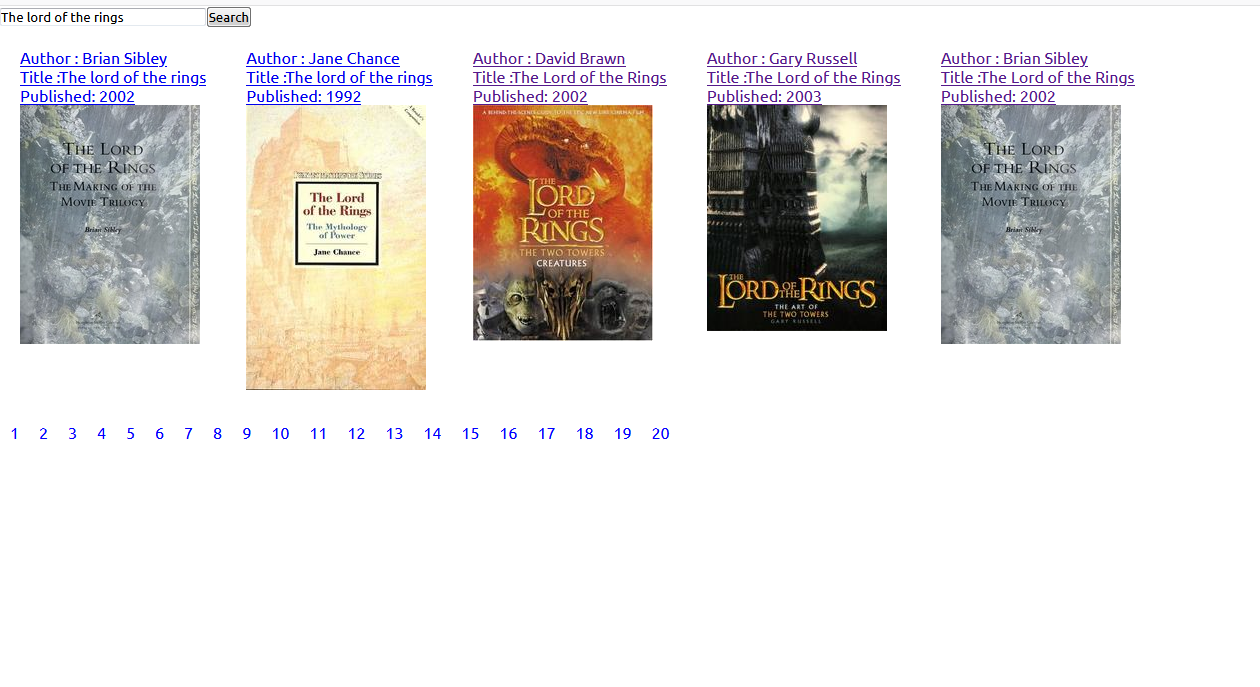 The lord of the rings Search
Author : Brian Sibley
Title :The lord of the rings
Published: 2002
THE LORD
OF THE RINGS
THE MAKING OF THE
MOVIE TRILOGY
Brian Sibley
Author : Jane Chance
Title :The lord of the rings
Published: 1992
The Lord
of the Rings
The Mythology
of Power
Jane Chance
Author : David Brawn
Title :The Lord of the Rings
Published: 2002
THE
LORD
OF THE
RINGS
THE TWO TOWERS
CREATURES
Author : Gary Russell
Title :The Lord of the Rings
Published: 2003
THE
LORD OF THE RINGS
THE ART OF
THE TWO TOWERS
GARY RUSSELL
Author : Brian Sibley
Title :The Lord of the Rings
Published: 2002
THE LORD
OF THE RINGS
THE MAKING OF THE
MOVIE TRILOGY
Brian Sibley
1 2 3 4 5 6 7 8 9 10 11 12 13 14 15 16 17 18 19 20